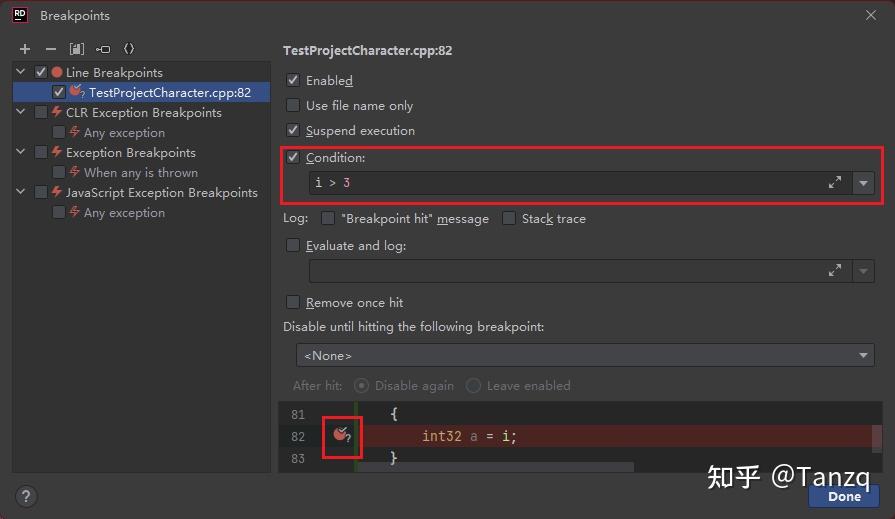 RD
Breakpoints
TestProjectCharacter.cpp:82
Line Breakpoints
Enabled
TestProjectCharacter.cpp:82
Use file name only
CLR Exception Breakpoints
Any exception
Suspend execution
Exception Breakpoints
Condition:
When any is thrown
i > 3
JavaScript Exception Breakpoints
Any exception
Log:
"Breakpoint hit" message
Stack trace
Evaluate and log:
Remove once hit
Disable until hitting the following breakpoint:
<None>
After hit:
Disable again
Leave enabled
81 {
82 ? int32 a = i;
83 }
知乎 @Tanzq
?
Done